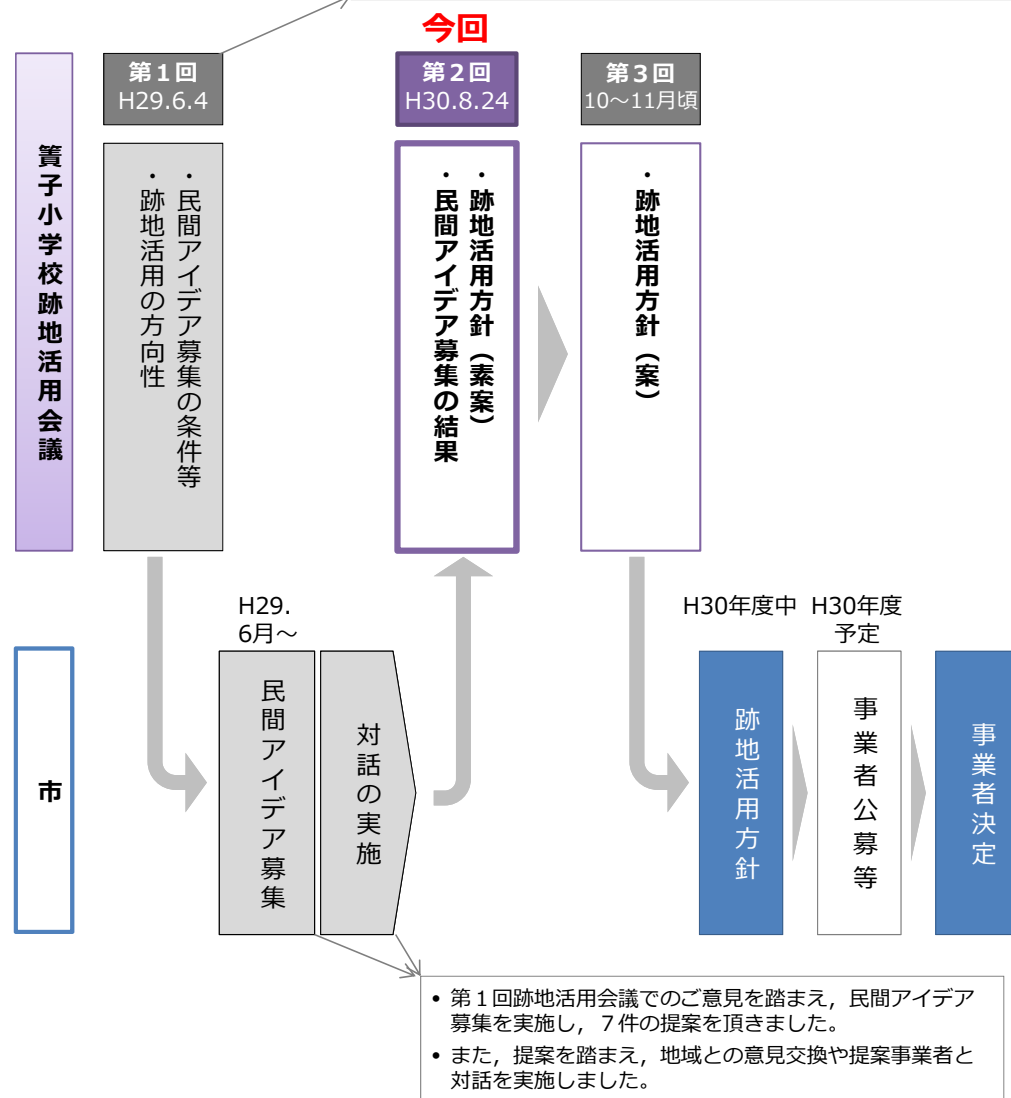 今回
第１回
H29.6.4
第２回
H30.8.24
第３回
10～11月頃
簀子小学校跡地活用会議
・民間アイデア募集の条件等
・跡地活用の方向性
・跡地活用方針（素案）
・民間アイデア募集の結果
・跡地活用方針（案）
H29.
6月～
H30年度中
H30年度
予定
市
民間アイデア募集
対話の実施
跡地活用方針
事業者公募等
事業者決定
• 第１回跡地活用会議でのご意見を踏まえ，民間アイデア
募集を実施し，７件の提案を頂きました。
• また，提案を踏まえ，地域との意見交換や提案事業者と
対話を実施しました。